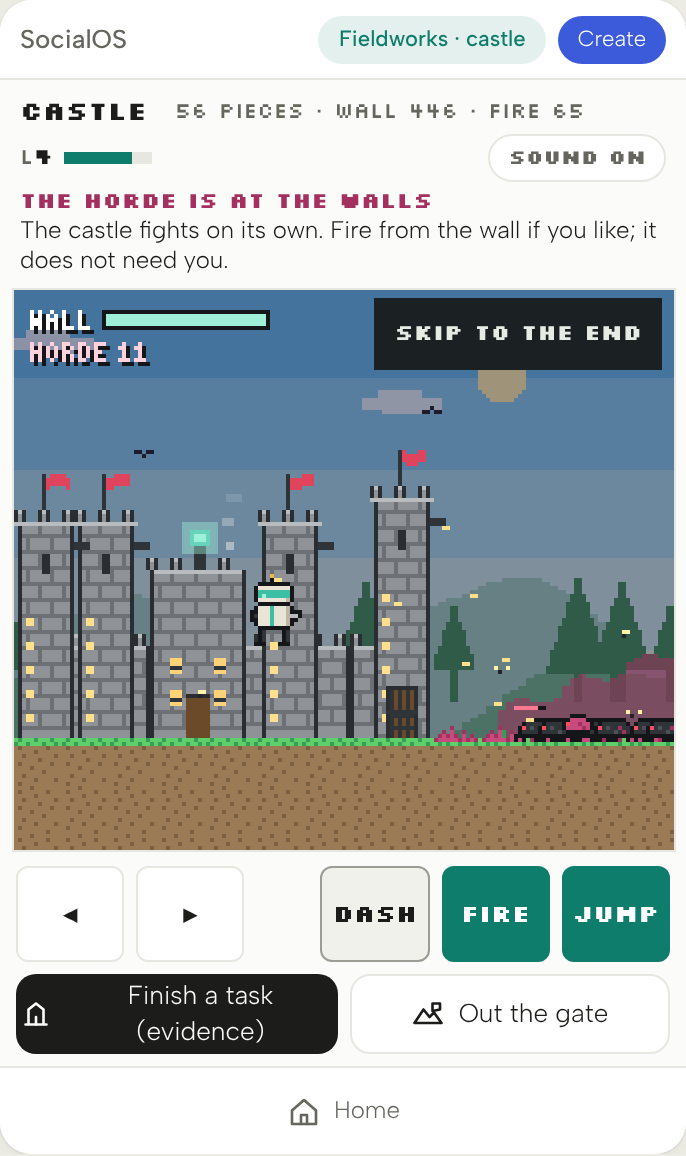 SocialOS
Fieldworks · castle
Create
CASTLE
56 PIECES · WALL 446 · FIRE 65
L4
SOUND ON
THE HORDE IS AT THE WALLS
The castle fights on its own. Fire from the wall if you like; it
does not need you.
WALL
SKIP TO THE END
HORDE 11
◄
►
DASH
FIRE
JUMP
Finish a task
(evidence)
Out the gate
Home